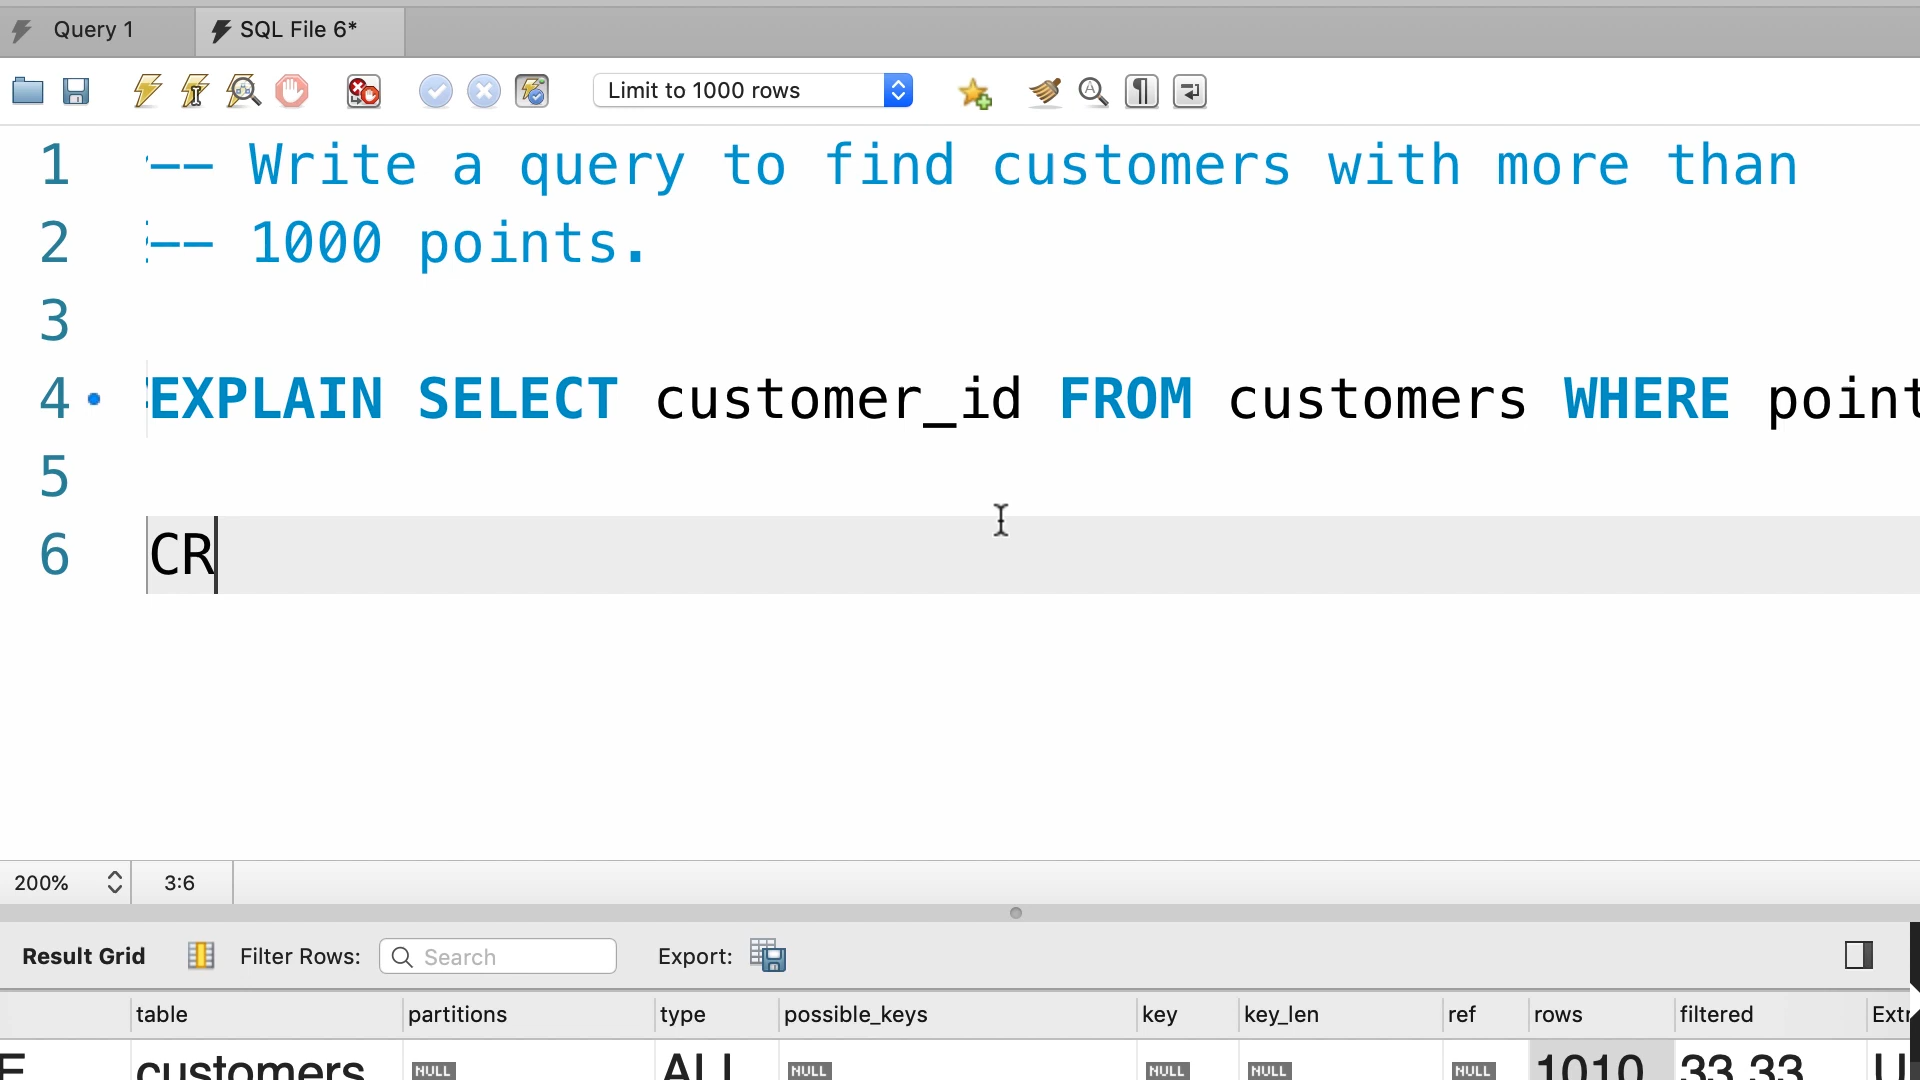 Query 1
SQL File 6*
Limit to 1000 rows
1 -- Write a query to find customers with more than
2 -- 1000 points.
3
4 EXPLAIN SELECT customer_id FROM customers WHERE point
5
6 CR
200% 3:6
Result Grid Filter Rows: Search Export:
table partitions type possible_keys key key_len ref rows filtered Extr
E customers NULL ALL NULL NULL NULL NULL 1010 33.33 U